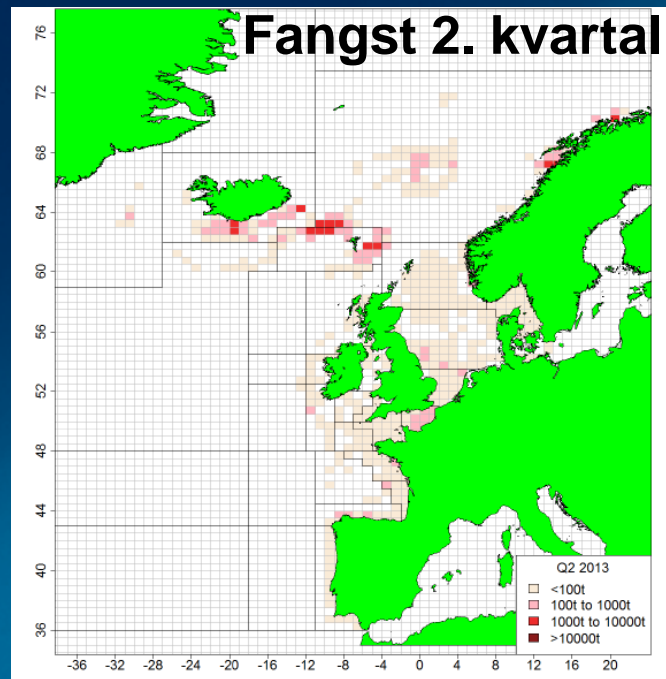 Fangst 2. kvartal
76
72
68
64
60
56
52
48
44
40
36
Q2 2013
<100t
100t to 1000t
1000t to 10000t
>10000t
-36 -32 -28 -24 -20 -16 -12 -8 -4 0 4 8 12 16 20